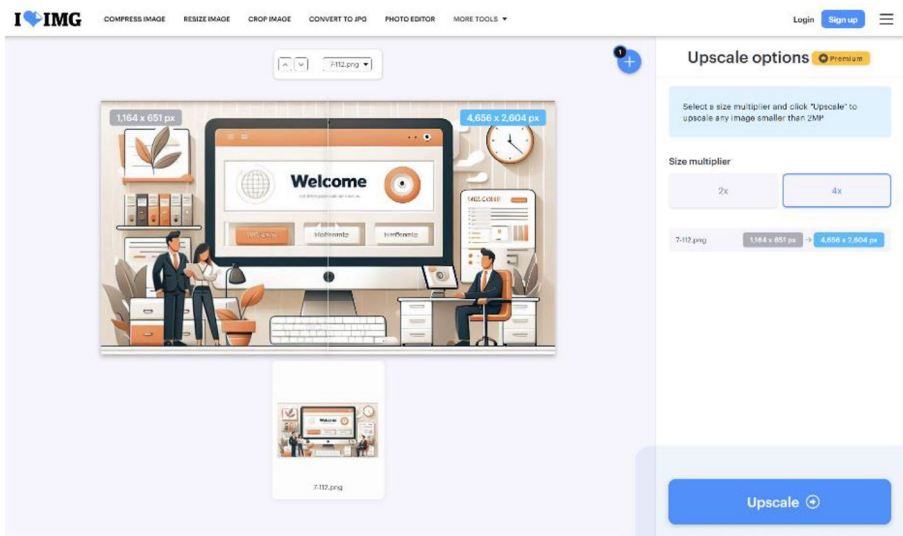 I IMG
COMPRESS IMAGE
RESIZE IMAGE
CROP IMAGE
CONVERT TO JPG
PHOTO EDITOR
MORE TOOLS
Login
Sign up
7-112.png
1
Upscale options
Premium
1,164 x 651 px
4,656 x 2,604 px
Select a size multiplier and click "Upscale" to
upscale any image smaller than 2MP
Welcome
Size multiplier
2x
4x
7-112.png
1,164 x 651 px
4,656 x 2,604 px
7-112.png
Upscale